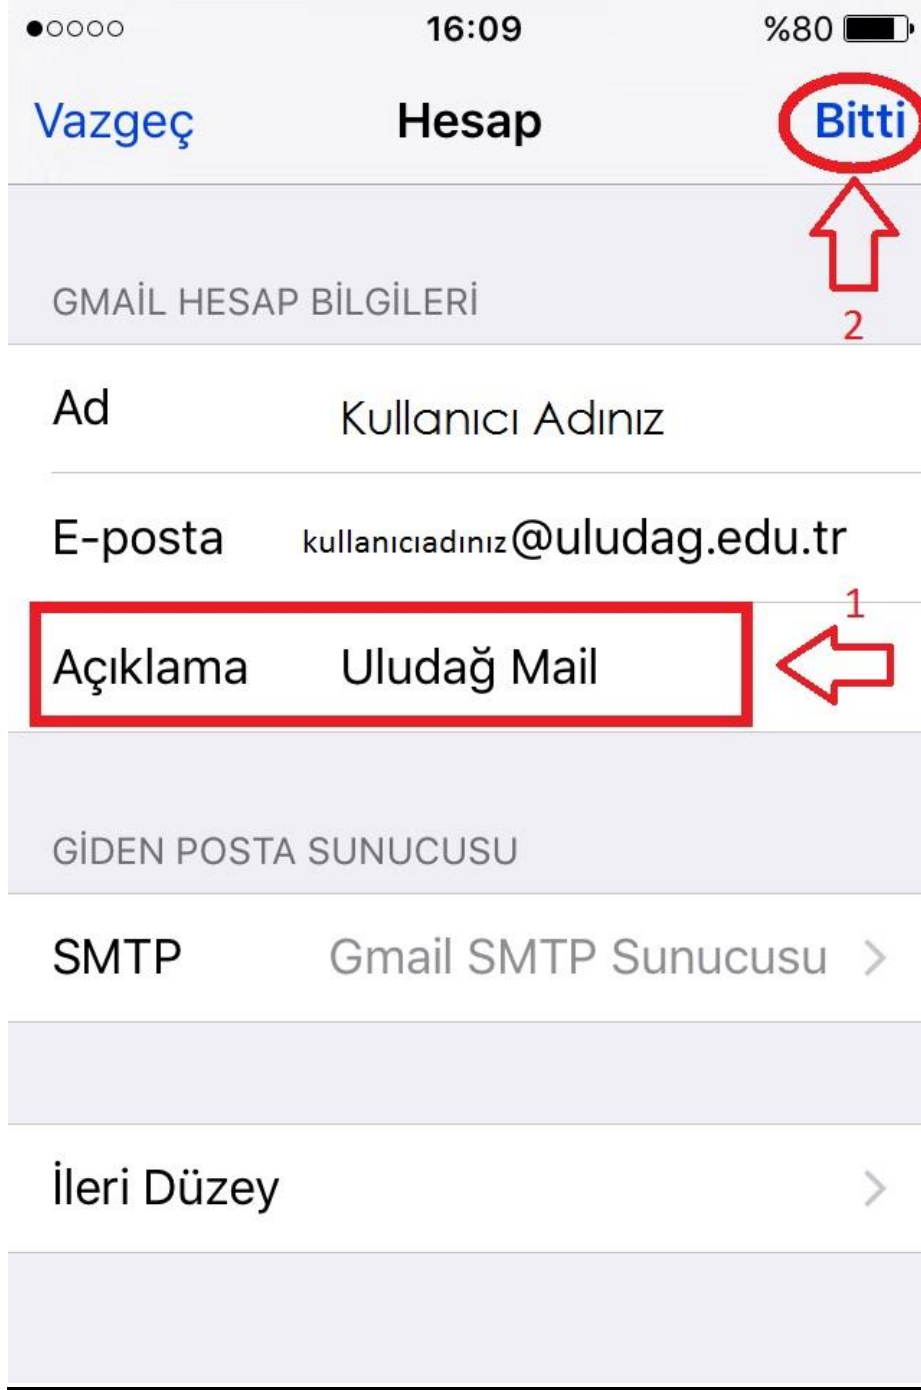 16:09 %80
Vazgeç Hesap Bitti
2
GMAİL HESAP BİLGİLERİ
Ad Kullanıcı Adınız
E-posta kullanıcıadınız@uludag.edu.tr
1
Açıklama Uludağ Mail
GİDEN POSTA SUNUCUSU
SMTP Gmail SMTP Sunucusu >
İleri Düzey >